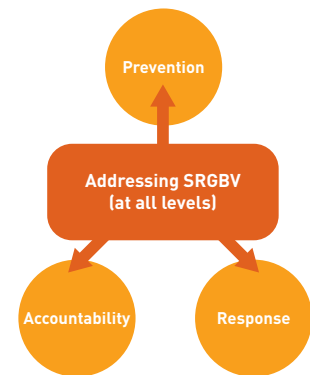 Prevention
Addressing SRGBV
(at all levels)
Accountability
Response